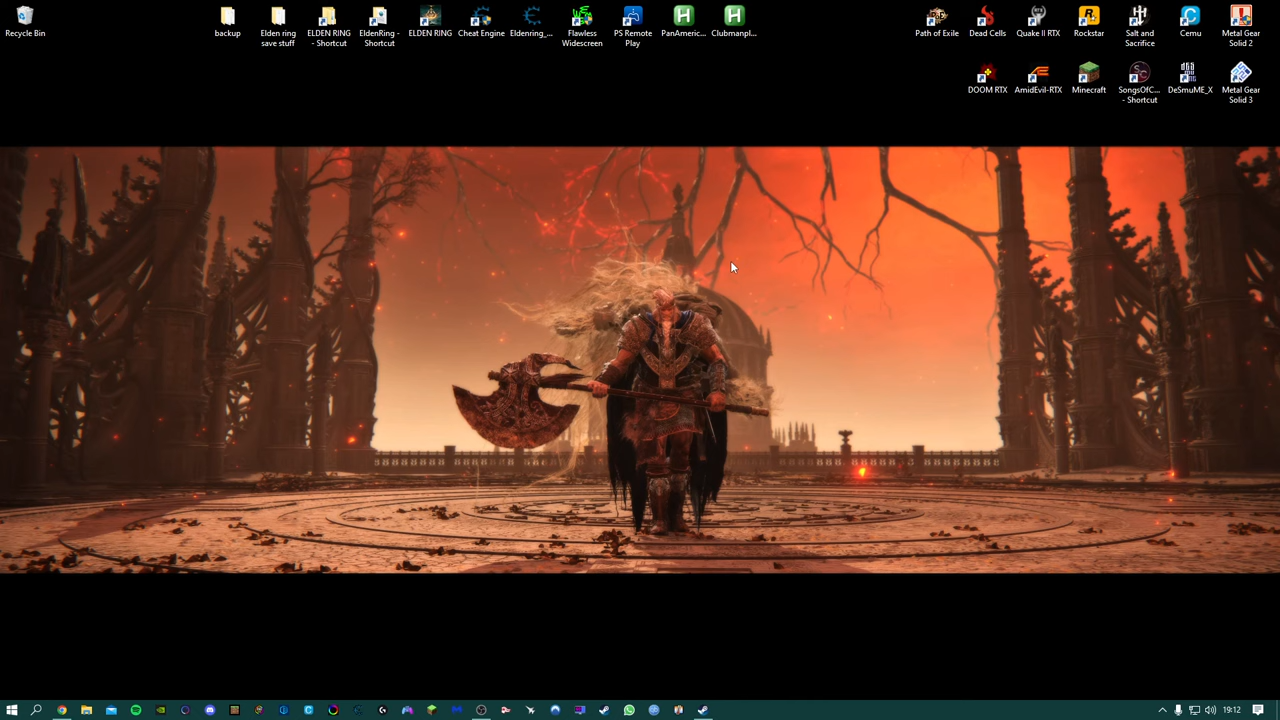 Recycle Bin
backup
Elden ring
save stuff
ELDEN RING
- Shortcut
EldenRing -
Shortcut
ELDEN RING
Cheat Engine
Eldenring_...
Flawless
Widescreen
PS Remote
Play
PanAmeric...
Clubmanpl...
Path of Exile
Dead Cells
Quake II RTX
Rockstar
Salt and
Sacrifice
Cemu
Metal Gear
Solid 2
DOOM RTX
AmidEvil-RTX
Minecraft
SongsOfC...
- Shortcut
DeSmuME_X
Metal Gear
Solid 3
19:12